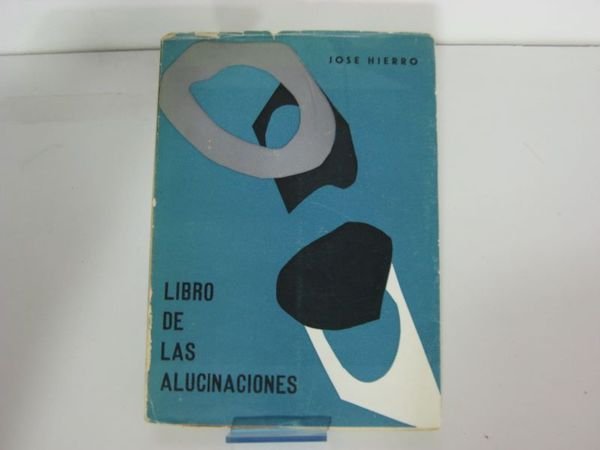 JOSE HIERRO
LIBRO
DE
LAS
ALUCINACIONES